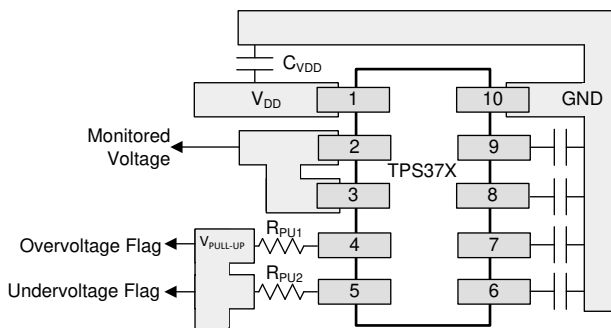 C_VDD
V_DD
1
10
GND
Monitored
Voltage
2
9
TPS37X
3
8
Overvoltage Flag
V_PULL-UP
R_PU1
4
7
Undervoltage Flag
R_PU2
5
6